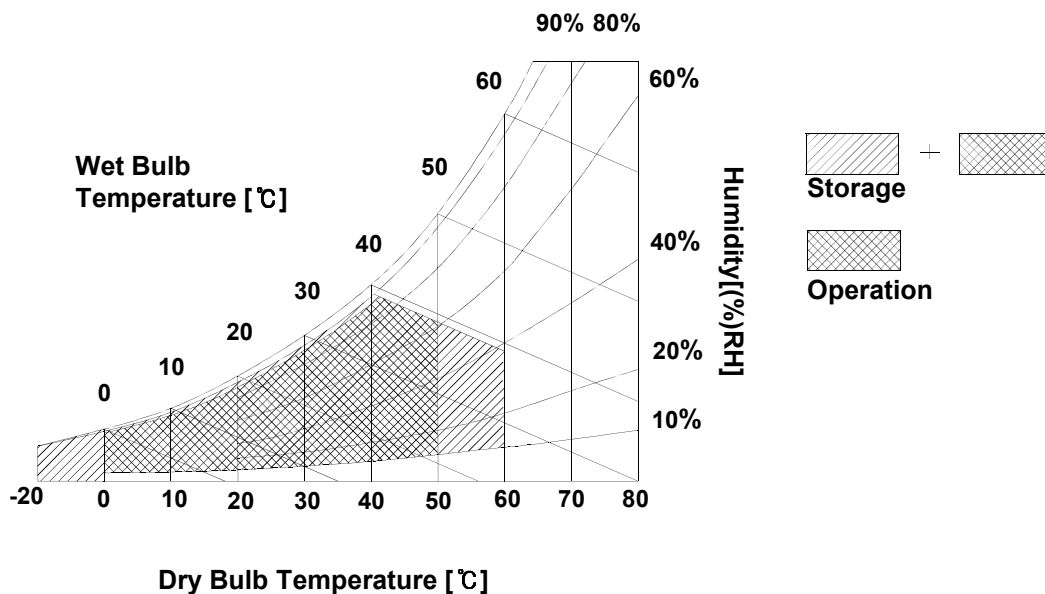 90% 80%
60
60%
50
Wet Bulb
Temperature [℃]
40
30
20
10
0
Humidity[(%)RH]
40%
20%
10%
-20 0 10 20 30 40 50 60 70 80
Dry Bulb Temperature [℃]
+
Storage
Operation